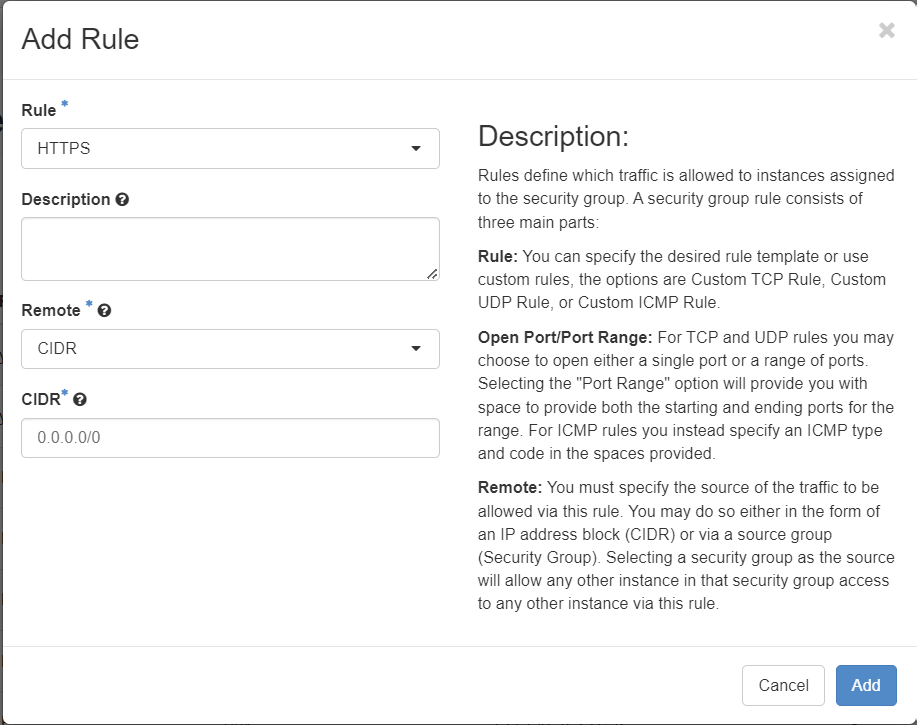 Add Rule
×
Rule *
HTTPS
Description
Remote *
CIDR
CIDR*
0.0.0.0/0
Description:
Rules define which traffic is allowed to instances assigned
to the security group. A security group rule consists of
three main parts:
Rule: You can specify the desired rule template or use
custom rules, the options are Custom TCP Rule, Custom
UDP Rule, or Custom ICMP Rule.
Open Port/Port Range: For TCP and UDP rules you may
choose to open either a single port or a range of ports.
Selecting the "Port Range" option will provide you with
space to provide both the starting and ending ports for the
range. For ICMP rules you instead specify an ICMP type
and code in the spaces provided.
Remote: You must specify the source of the traffic to be
allowed via this rule. You may do so either in the form of
an IP address block (CIDR) or via a source group
(Security Group). Selecting a security group as the source
will allow any other instance in that security group access
to any other instance via this rule.
Cancel
Add